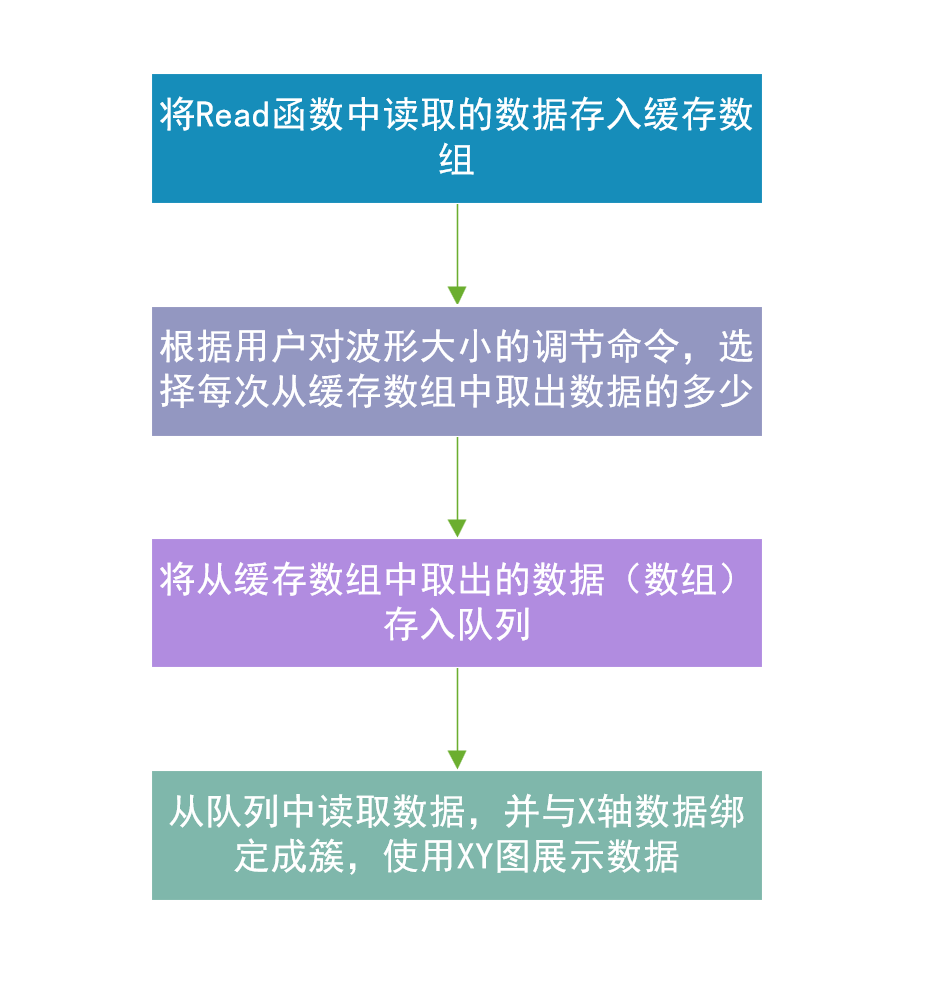 将Read函数中读取的数据存入缓存数
组
根据用户对波形大小的调节命令，选
择每次从缓存数组中取出数据的多少
将从缓存数组中取出的数据（数组）
存入队列
从队列中读取数据，并与X轴数据绑
定成簇，使用XY图展示数据